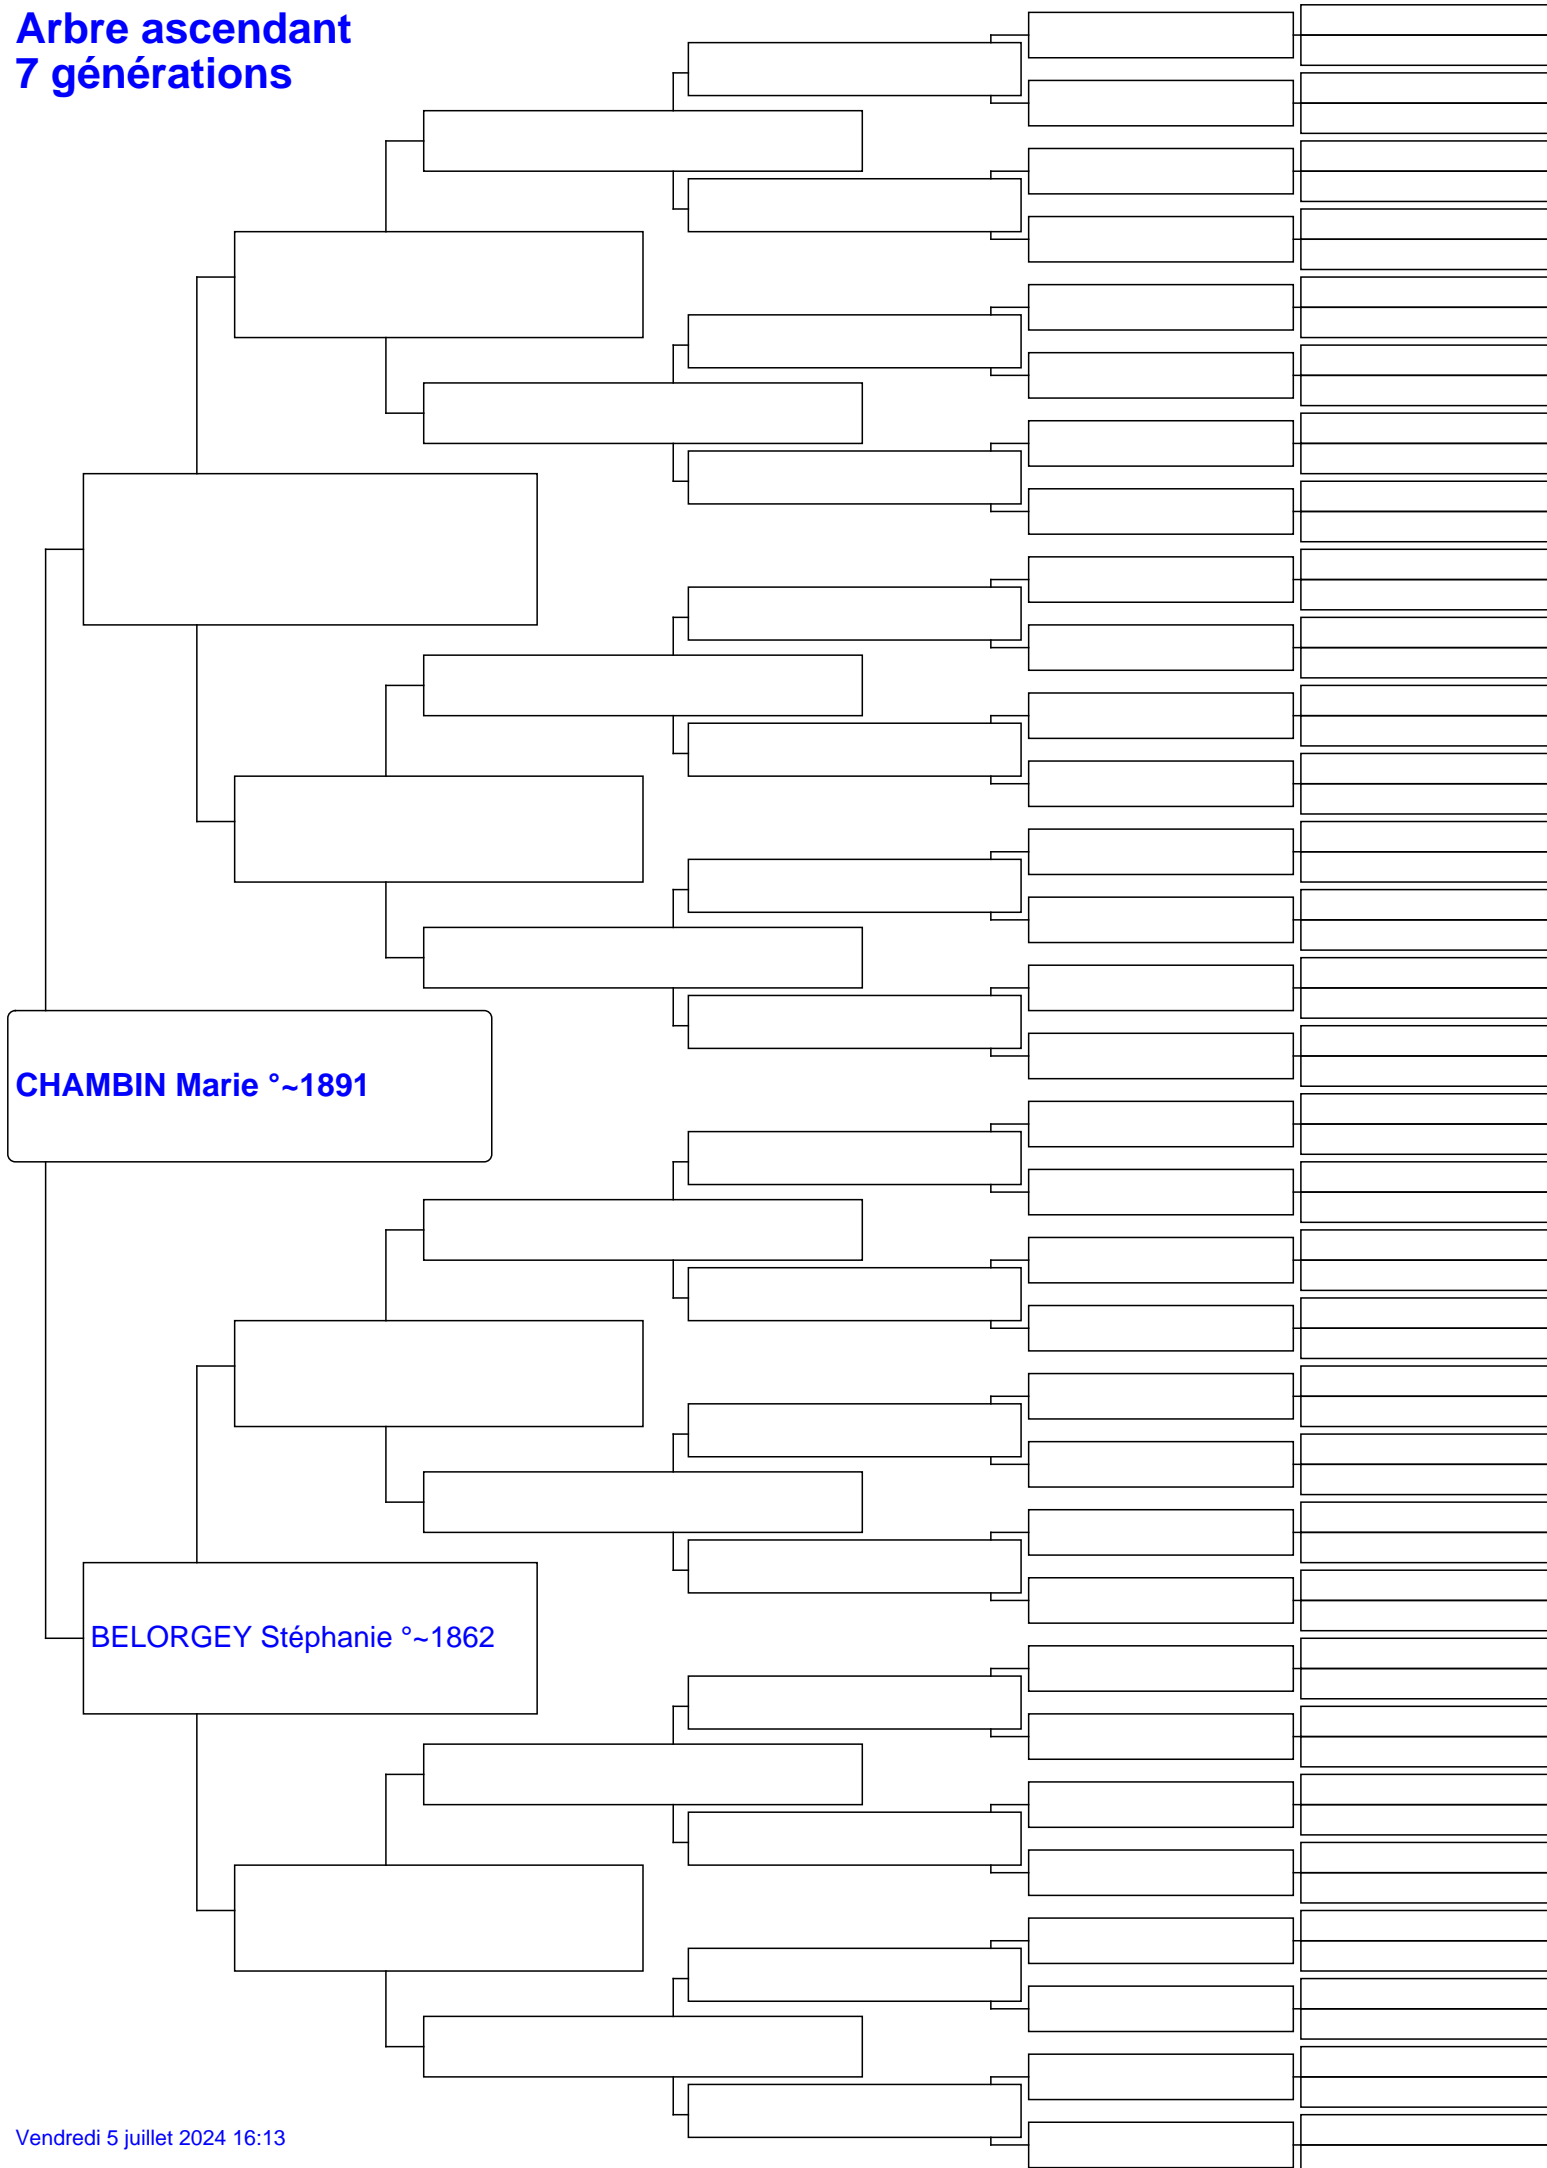 Arbre ascendant
7 générations
CHAMBIN Marie °~1891
BELORGEY Stéphanie °~1862
Vendredi 5 juillet 2024 16:13